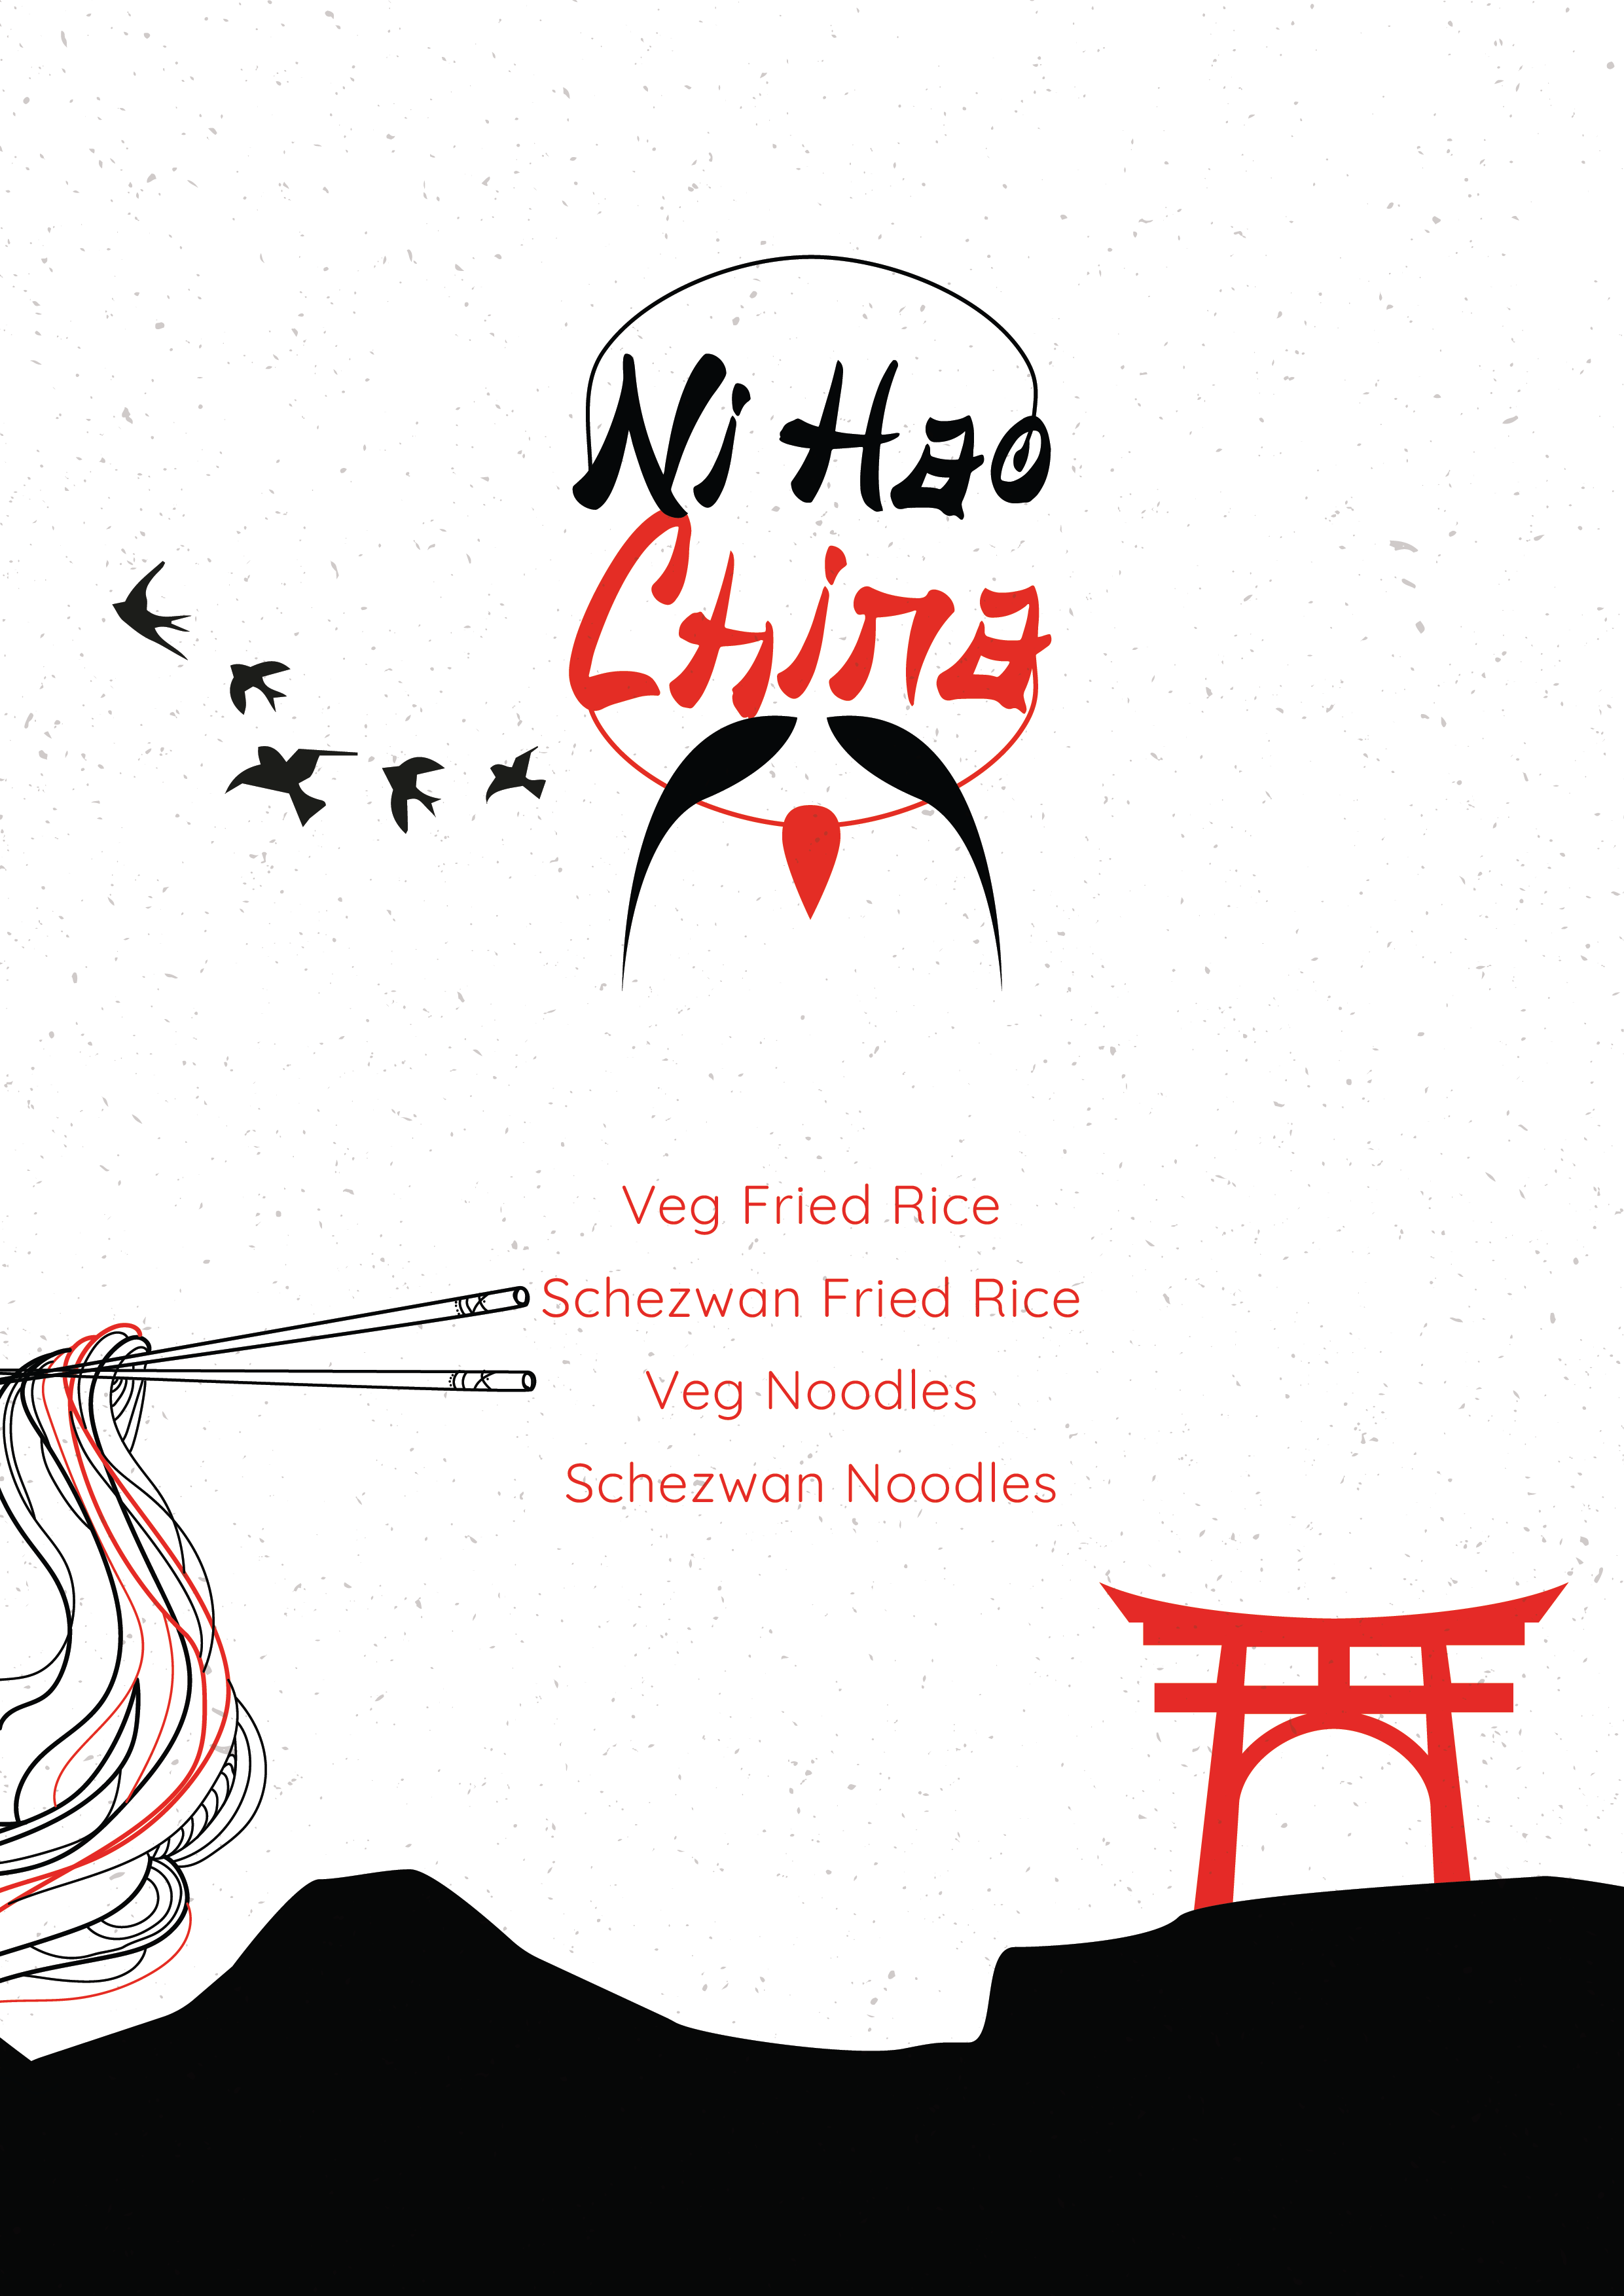 Ni Hao
China
Veg Fried Rice
Schezwan Fried Rice
Veg Noodles
Schezwan Noodles